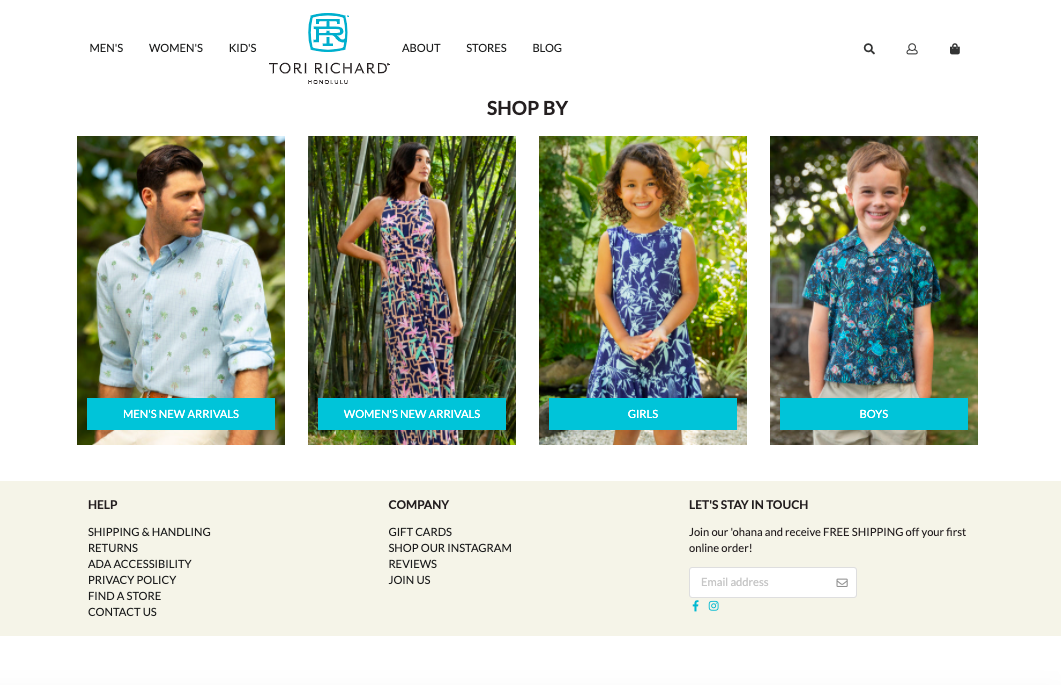 MEN'S WOMEN'S KID'S
TR
TORI RICHARD
HONOLULU
ABOUT STORES BLOG
SHOP BY
MEN'S NEW ARRIVALS
WOMEN'S NEW ARRIVALS
GIRLS
BOYS
HELP
SHIPPING & HANDLING
RETURNS
ADA ACCESSIBILITY
PRIVACY POLICY
FIND A STORE
CONTACT US
COMPANY
GIFT CARDS
SHOP OUR INSTAGRAM
REVIEWS
JOIN US
LET'S STAY IN TOUCH
Join our 'ohana and receive FREE SHIPPING off your first
online order!
Email address